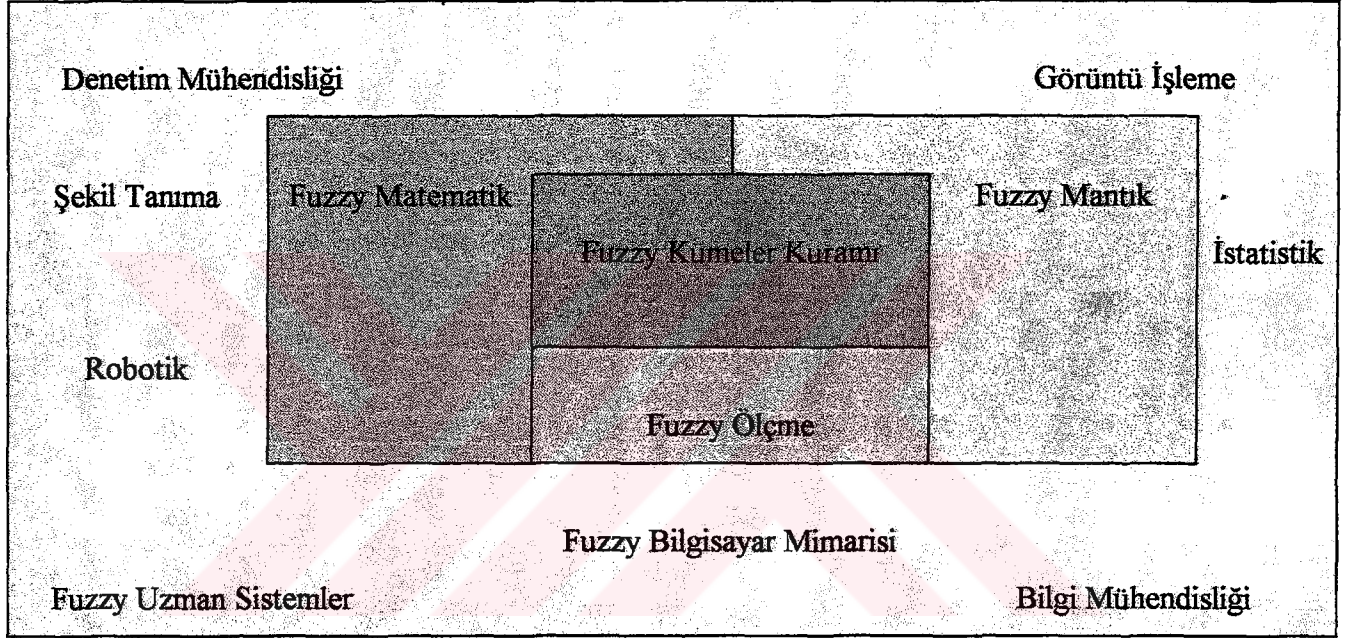 Denetim Mühendisliği
Görüntü İşleme
Şekil Tanıma
Fuzzy Matematik
Fuzzy Mantık
Fuzzy Kümeler Kuramı
İstatistik
Robotik
Fuzzy Ölçme
Fuzzy Bilgisayar Mimarisi
Fuzzy Uzman Sistemler
Bilgi Mühendisliği